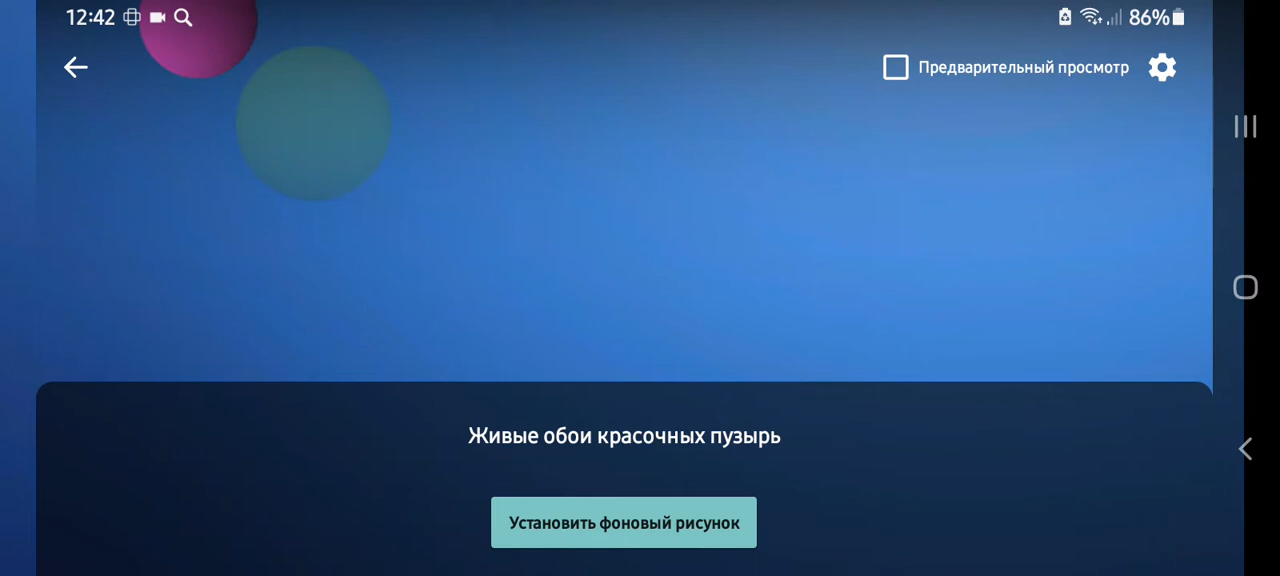 12:42
86%
Предварительный просмотр
Живые обои красочных пузырь
Установить фоновый рисунок